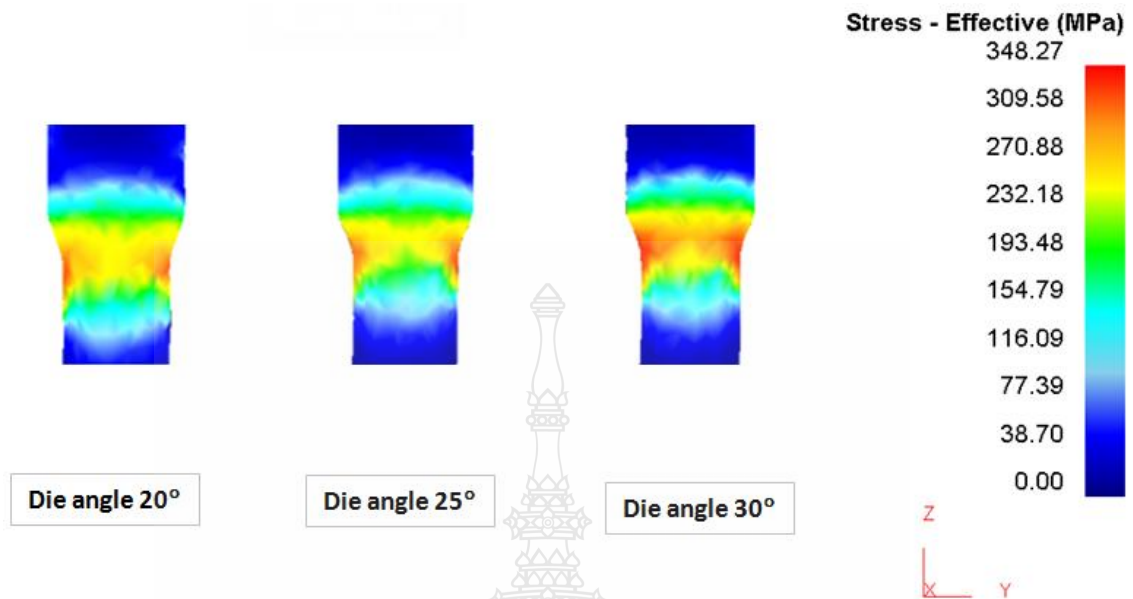 Stress - Effective (MPa)
348.27
309.58
270.88
232.18
193.48
154.79
116.09
77.39
38.70
0.00
Die angle 20°
Die angle 25°
Die angle 30°
Z
X
Y